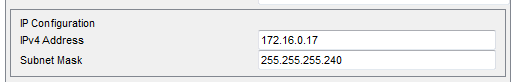 IP Configuration
IPv4 Address 172.16.0.17
Subnet Mask 255.255.255.240